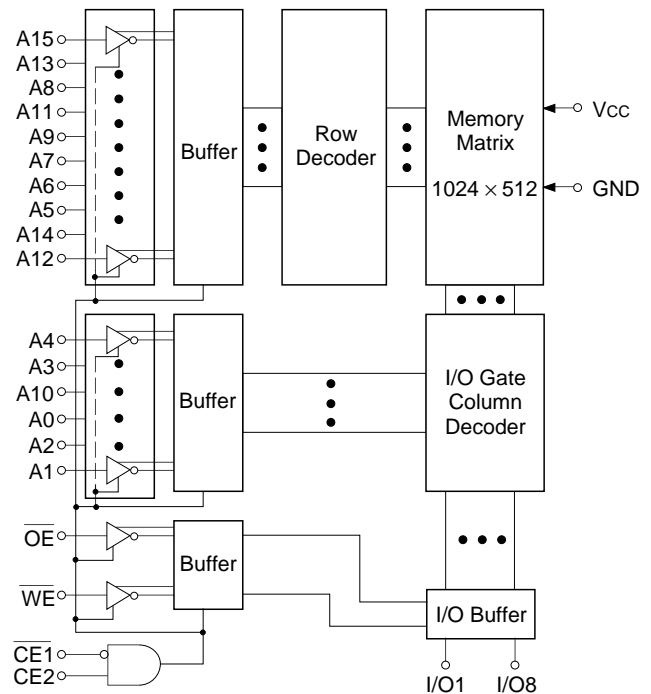 A15
A13
A8
A11
A9
A7
A6
A5
A14
A12
Buffer
Row
Decoder
Memory
Matrix
1024 × 512
VCC
GND
A4
A3
A10
A0
A2
A1
Buffer
I/O Gate
Column
Decoder
OE
WE
Buffer
I/O Buffer
CE1
CE2
I/O1
I/O8